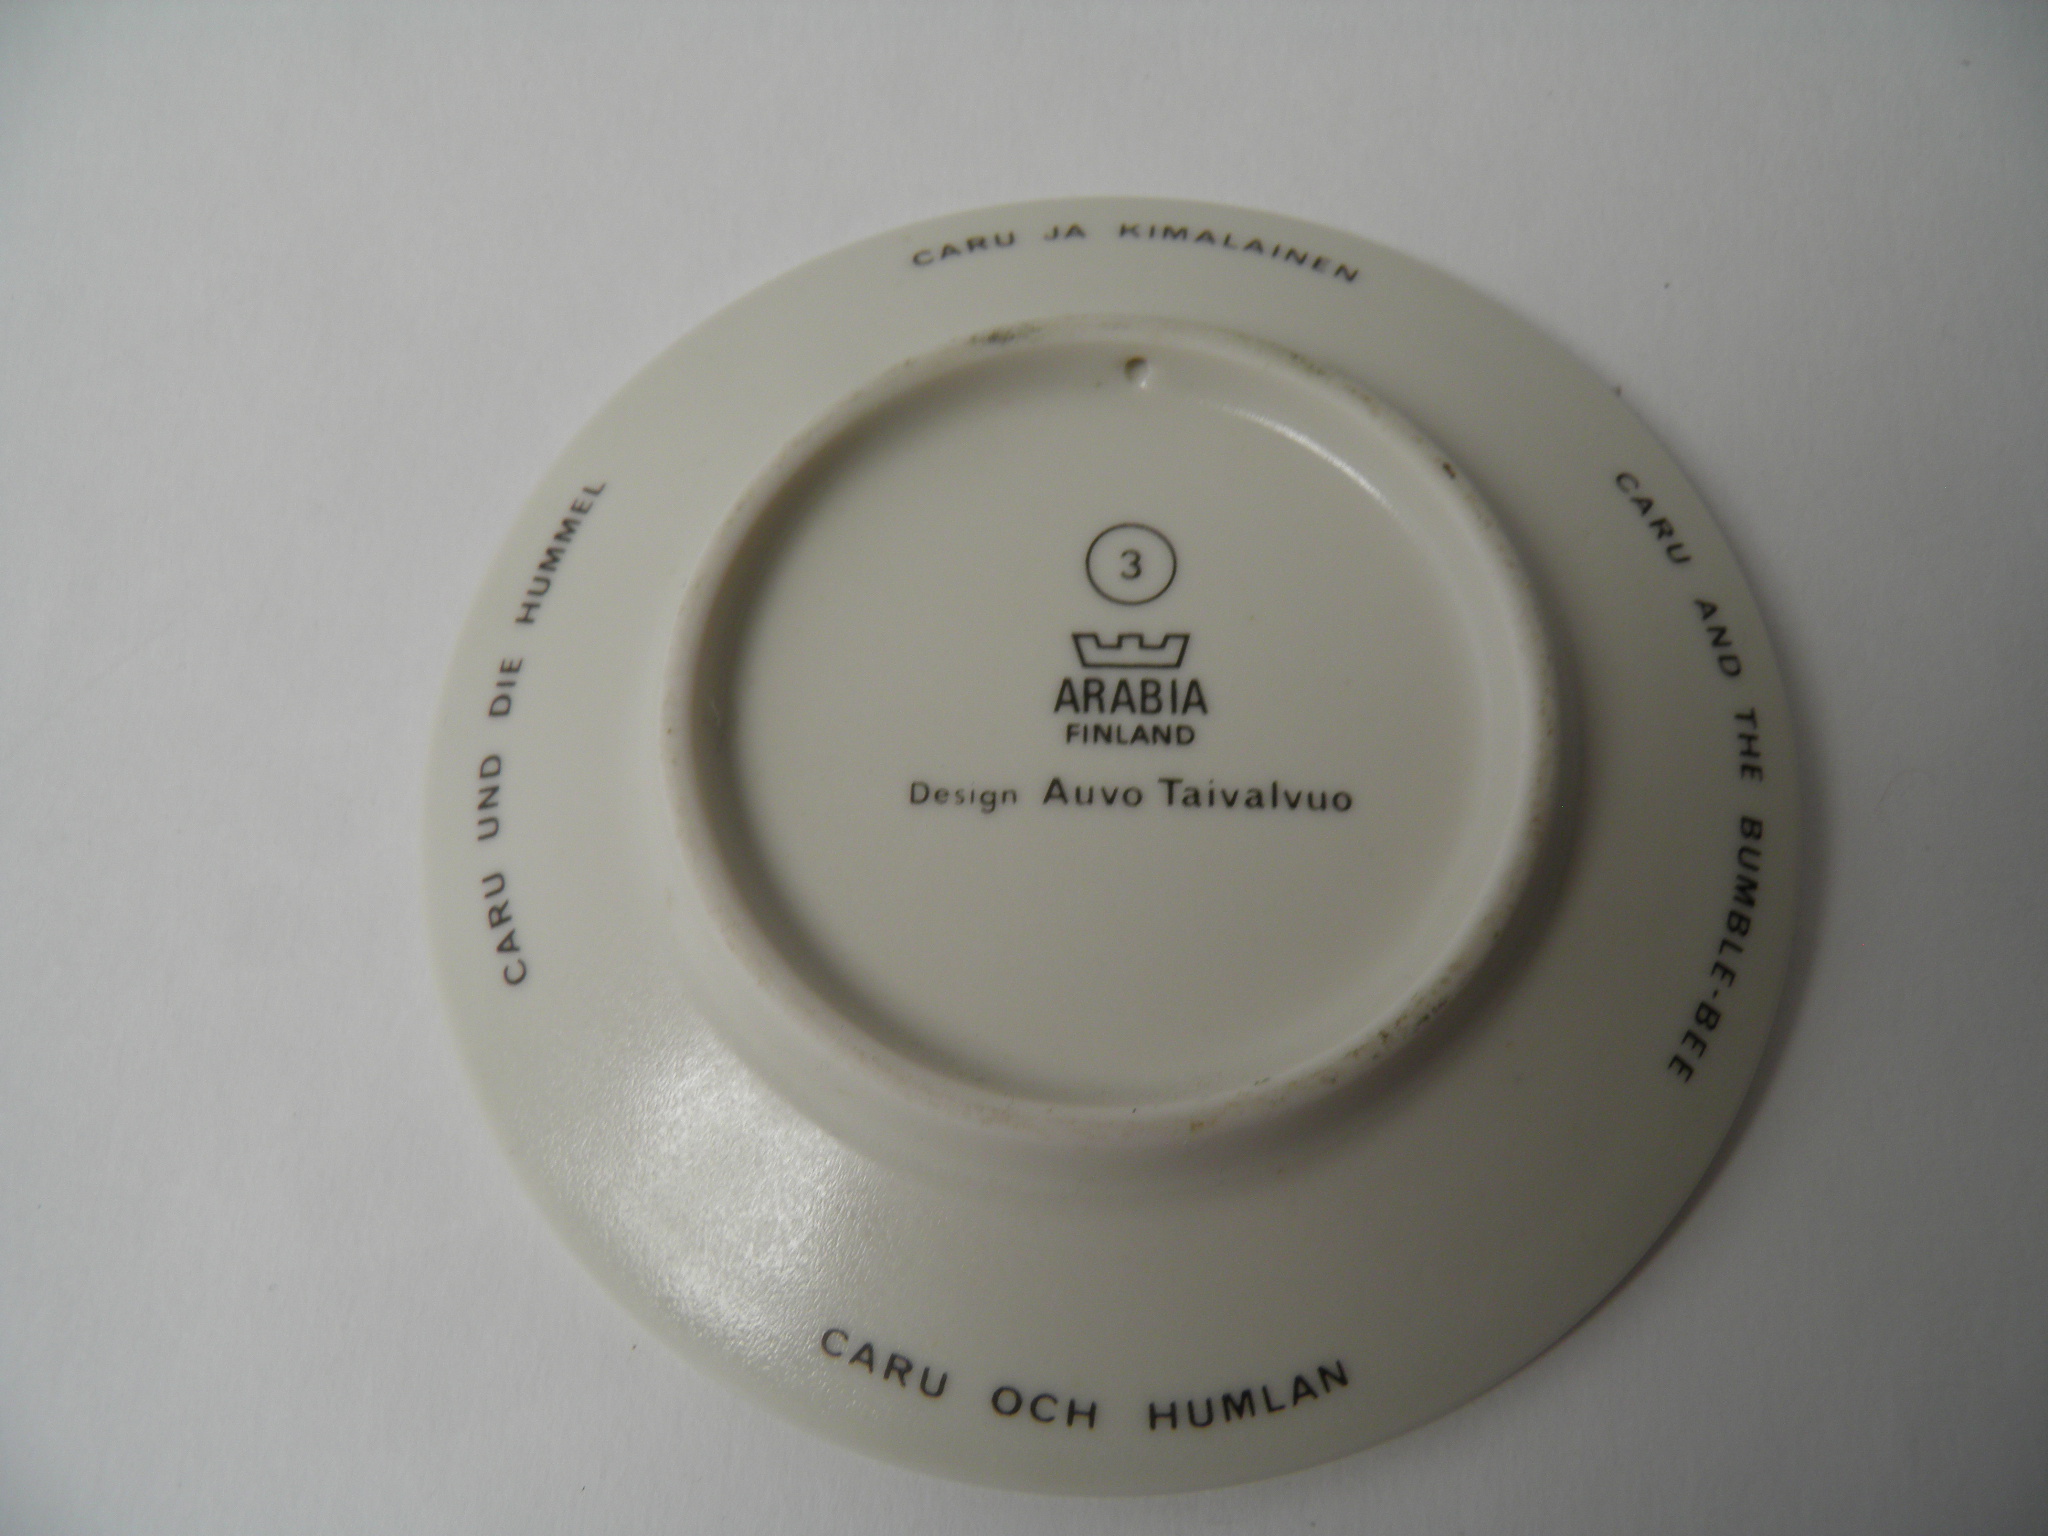 CARU JA KIMALAINEN
CARU AND THE BUMBLE-BEE
CARU OCH HUMLAN
CARU UND DIE HUMMEL
3
ARABIA
FINLAND
Design Auvo Taivalvuo